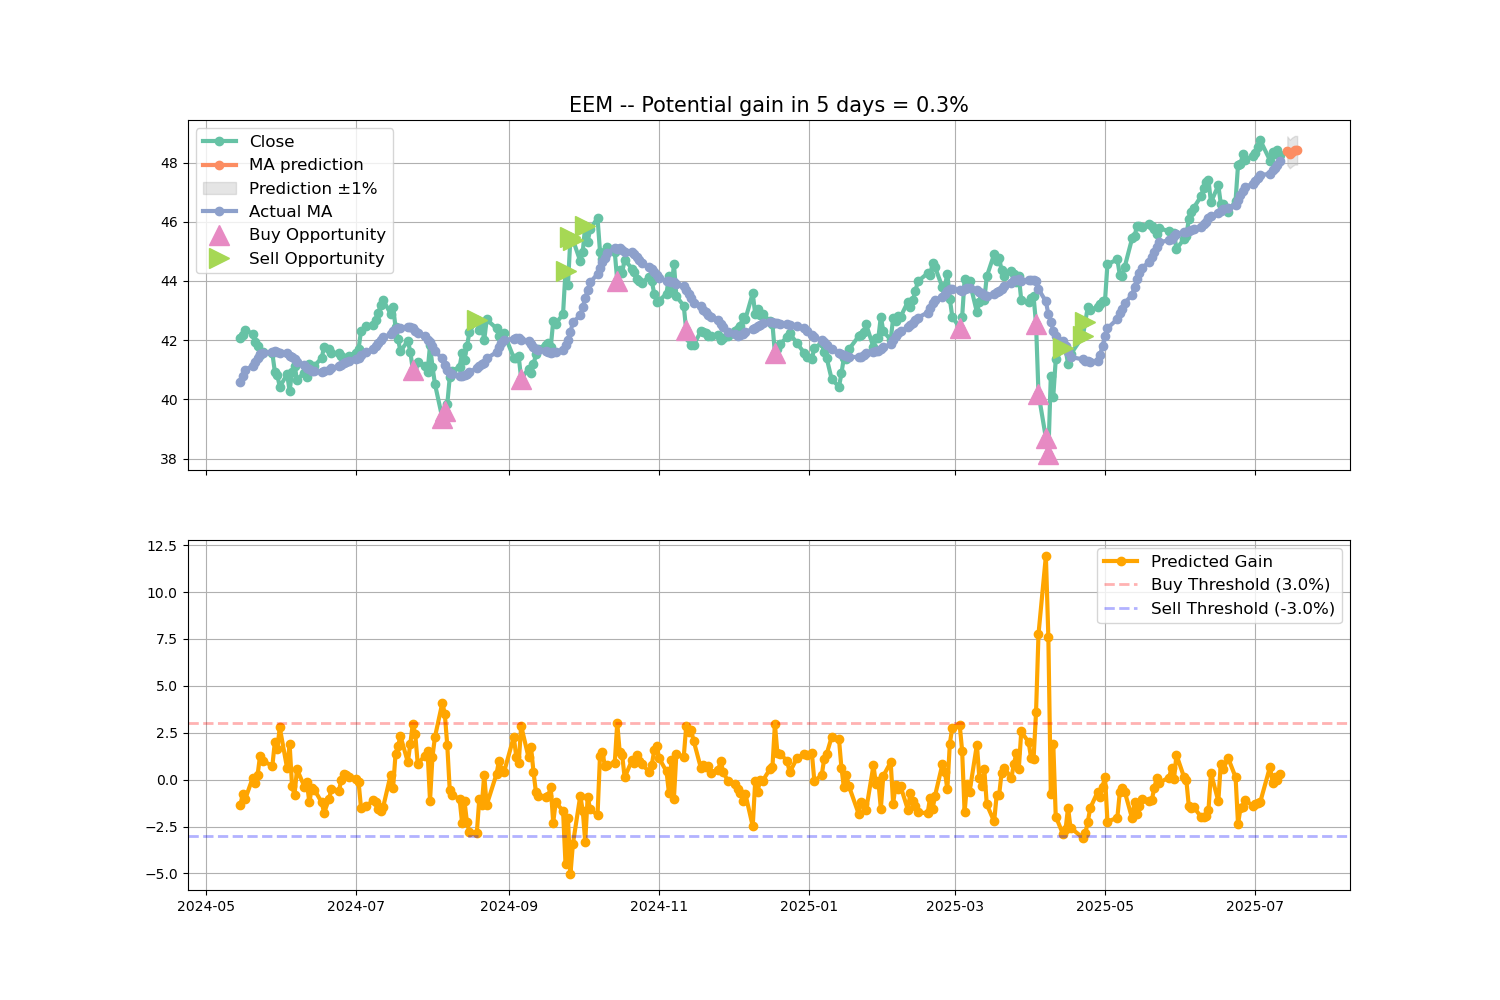 EEM -- Potential gain in 5 days = 0.3%
Close
MA prediction
Prediction ±1%
Actual MA
Buy Opportunity
Sell Opportunity
48
46
44
42
40
38
12.5
10.0
7.5
5.0
2.5
0.0
−2.5
−5.0
Predicted Gain
Buy Threshold (3.0%)
Sell Threshold (-3.0%)
2024-05
2024-07
2024-09
2024-11
2025-01
2025-03
2025-05
2025-07